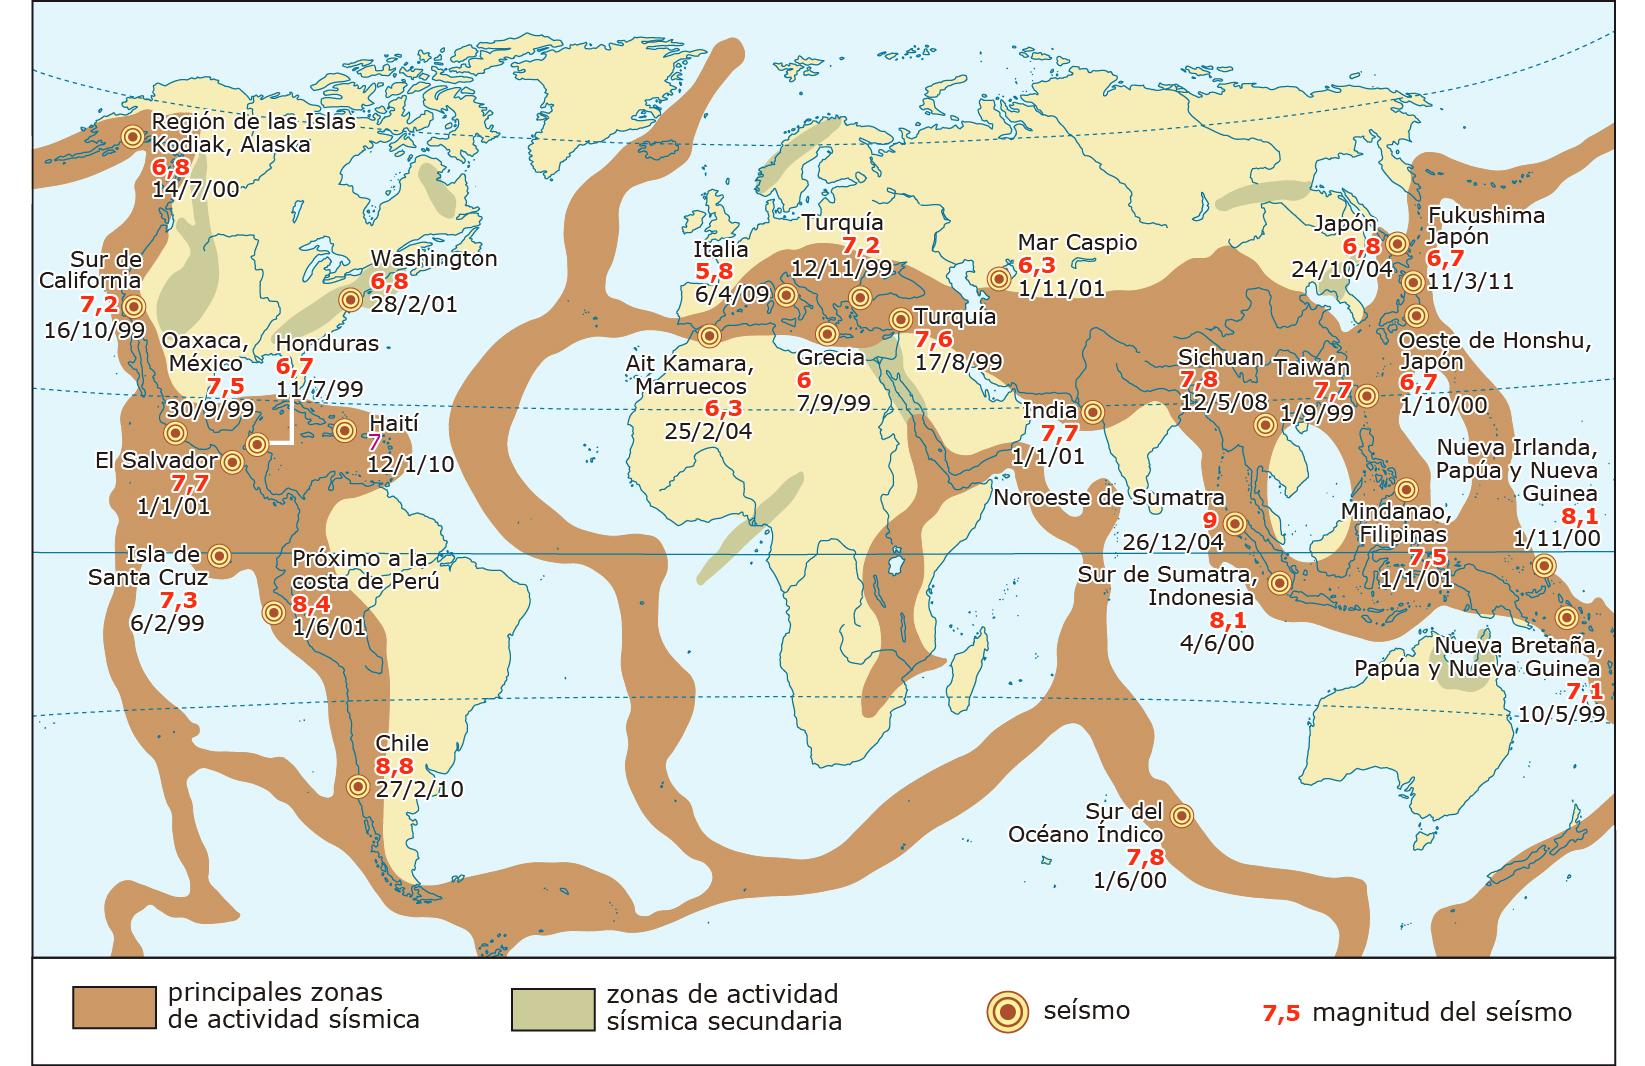 Región de las Islas
Kodiak, Alaska
6,8
14/7/00
Sur de
California
7,2
16/10/99
Washington
6,8
28/2/01
Oaxaca,
México
7,5
30/9/99
Honduras
6,7
11/7/99
Haití
7
12/1/10
El Salvador
7,7
1/1/01
Isla de
Santa Cruz
7,3
6/2/99
Próximo a la
costa de Perú
8,4
1/6/01
Chile
8,8
27/2/10
Italia
5,8
6/4/09
Turquía
7,2
12/11/99
Mar Caspio
6,3
1/11/01
Turquía
7,6
17/8/99
Grecia
6
7/9/99
Ait Kamara,
Marruecos
6,3
25/2/04
India
7,7
1/1/01
Japón
6,8
24/10/04
Fukushima
Japón
6,7
11/3/11
Oeste de Honshu,
Japón
6,7
1/10/00
Sichuan
7,8
12/5/08
Taiwán
7,7
1/9/99
Noroeste de Sumatra
9
26/12/04
Sur de Sumatra,
Indonesia
8,1
4/6/00
Mindanao,
Filipinas
7,5
1/1/01
Nueva Irlanda,
Papúa y Nueva
Guinea
8,1
1/11/00
Nueva Bretaña,
Papúa y Nueva Guinea
7,1
10/5/99
Sur del
Océano Índico
7,8
1/6/00
principales zonas
de actividad sísmica
zonas de actividad
sísmica secundaria
seísmo
7,5 magnitud del seísmo